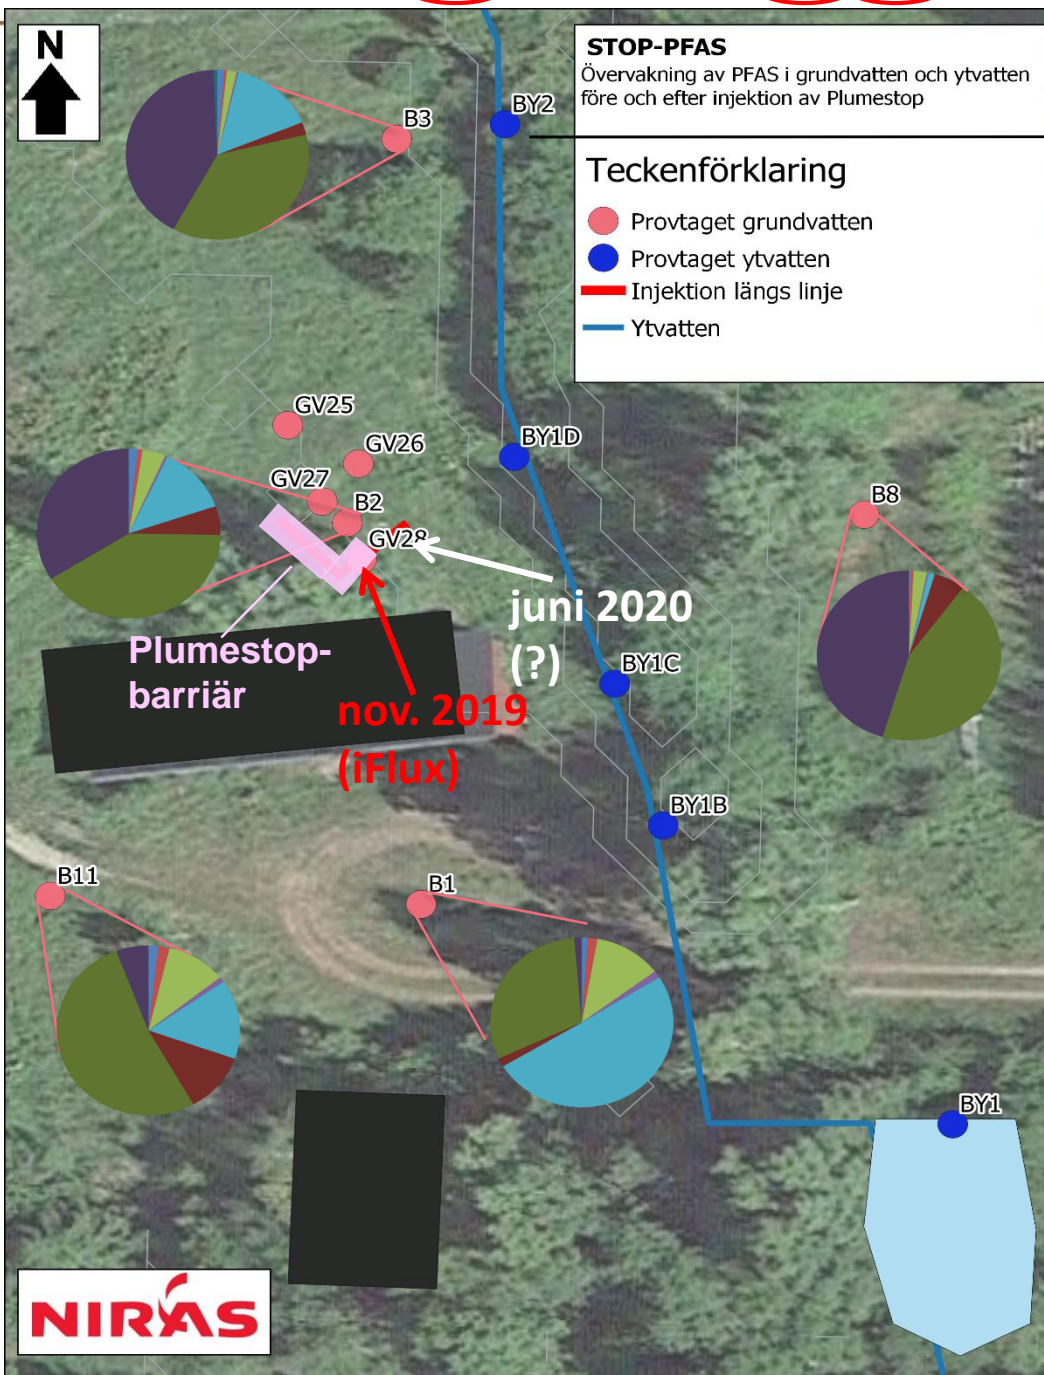 N
STOP-PFAS
Övervakning av PFAS i grundvatten och ytvatten
före och efter injektion av Plumestop
Teckenförklaring
Provtaget grundvatten
Provtaget ytvatten
Injektion längs linje
Ytvatten
B3
BY2
GV25
GV26
BY1D
GV27
B2
GV28
B8
juni 2020
(?)
Plumestop-
barriär
BY1C
nov. 2019
(iFlux)
BY1B
B11
B1
BY1
NIRAS